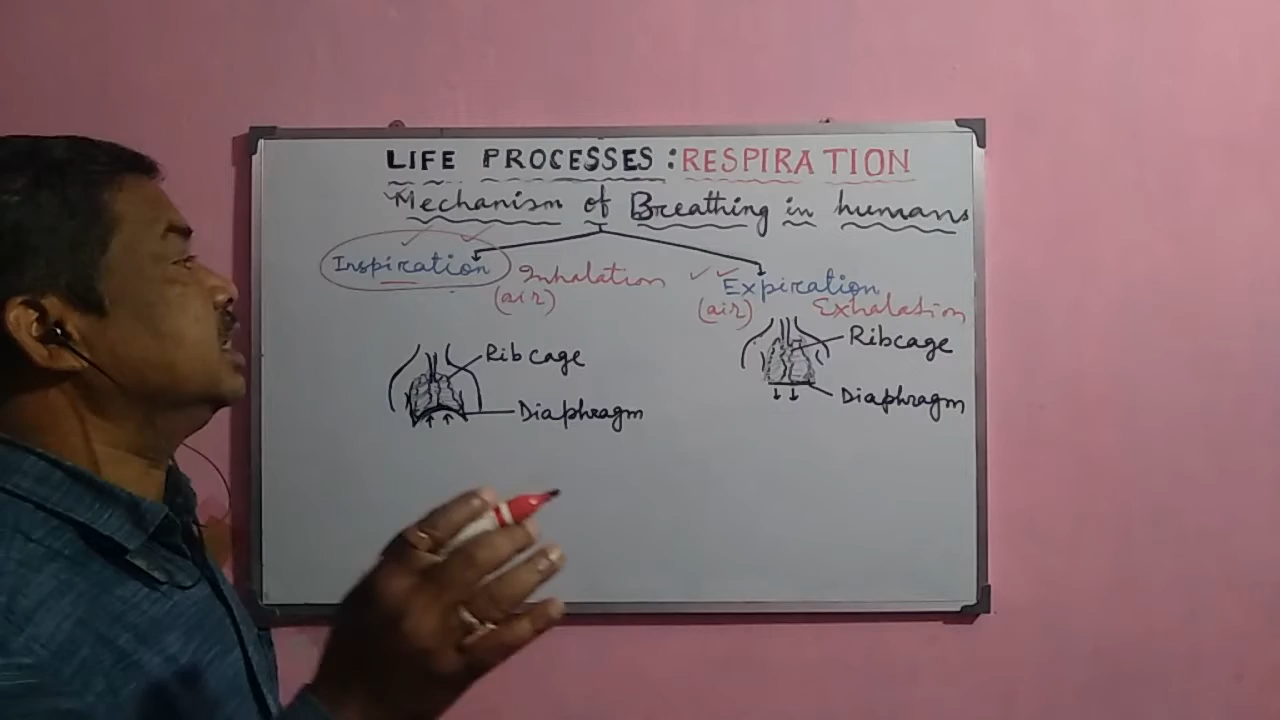 LIFE PROCESSES : RESPIRATION
Mechanism of Breathing in humans
Inspiration Inhalation
(air)
Expiration
(air) Exhalation
Rib cage
Diaphragm
Ribcage
Diaphragm